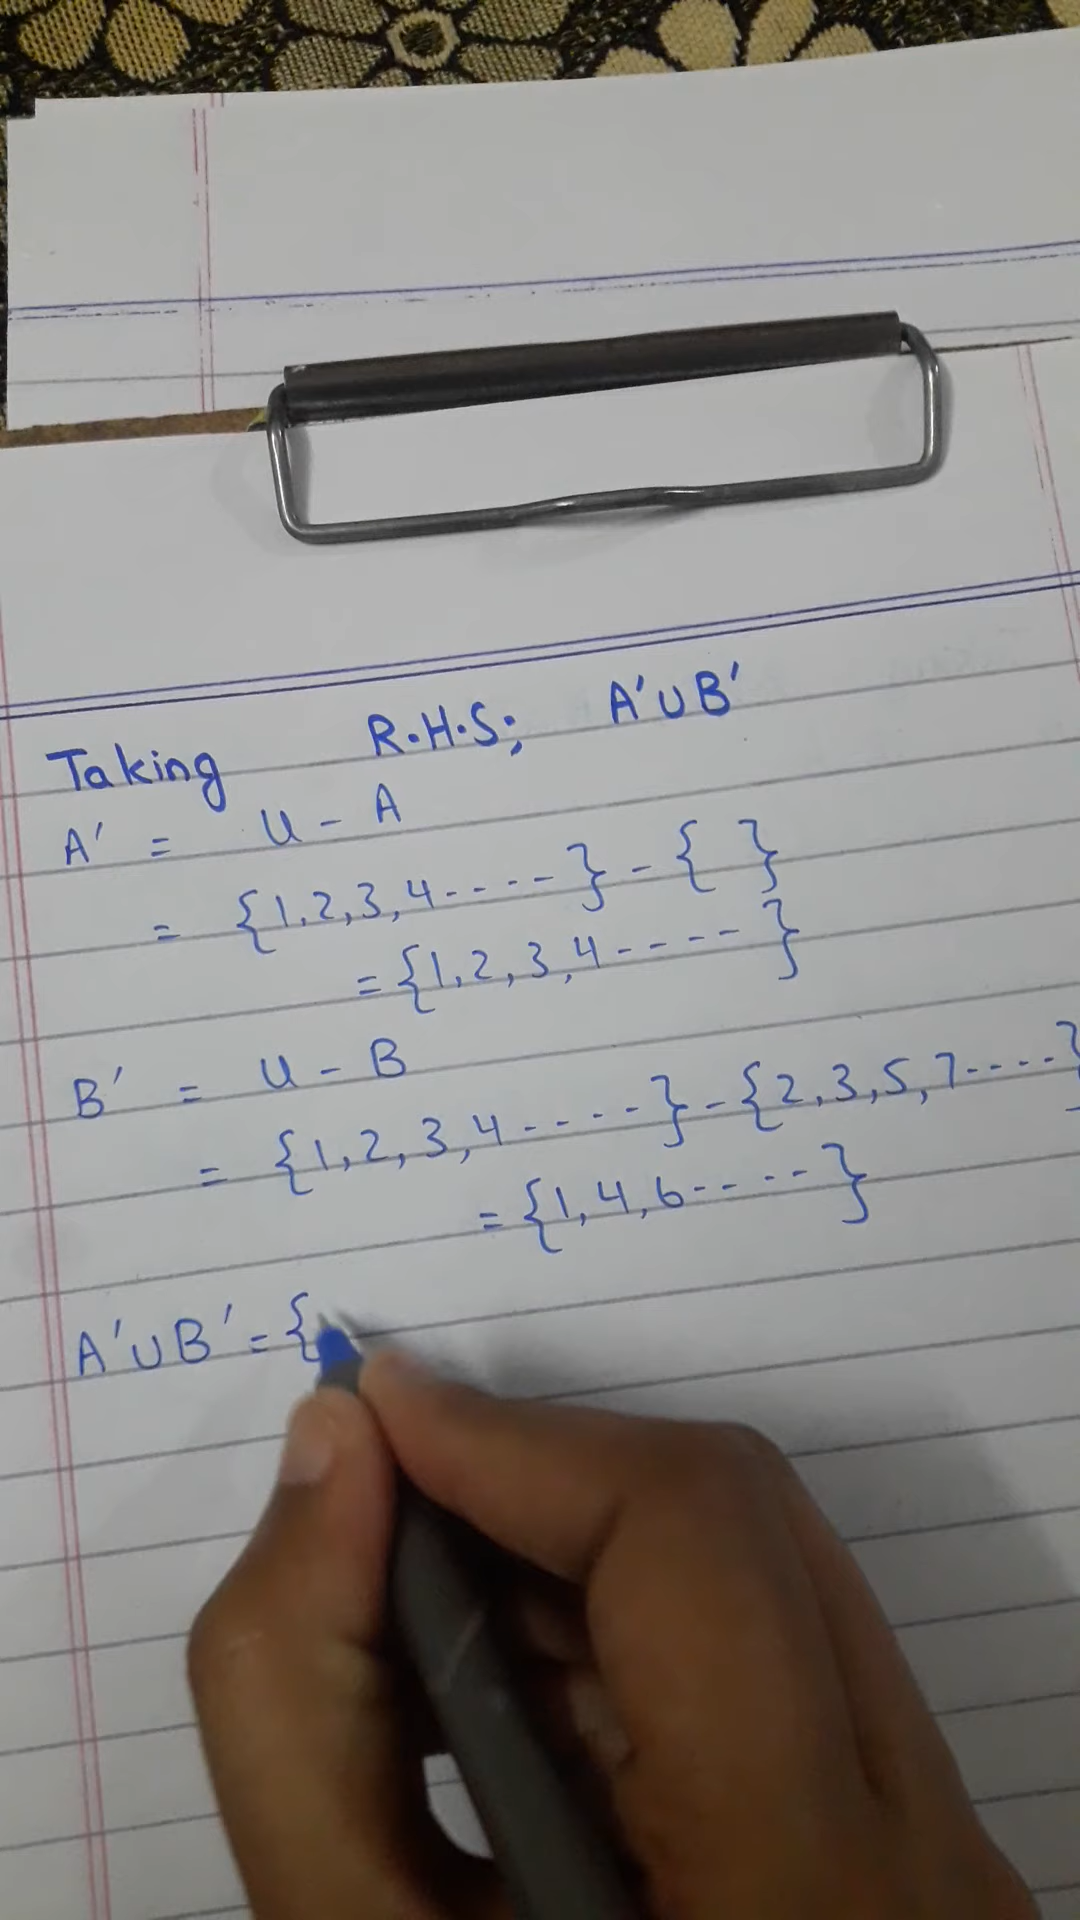 Taking R.H.S; A'∪B'
A' = U - A
= {1,2,3,4-----} - { }
= {1,2,3,4-----}
B' = U - B
= {1,2,3,4-----} - {2,3,5,7-----}
= {1,4,6-----}
A'∪B' = {